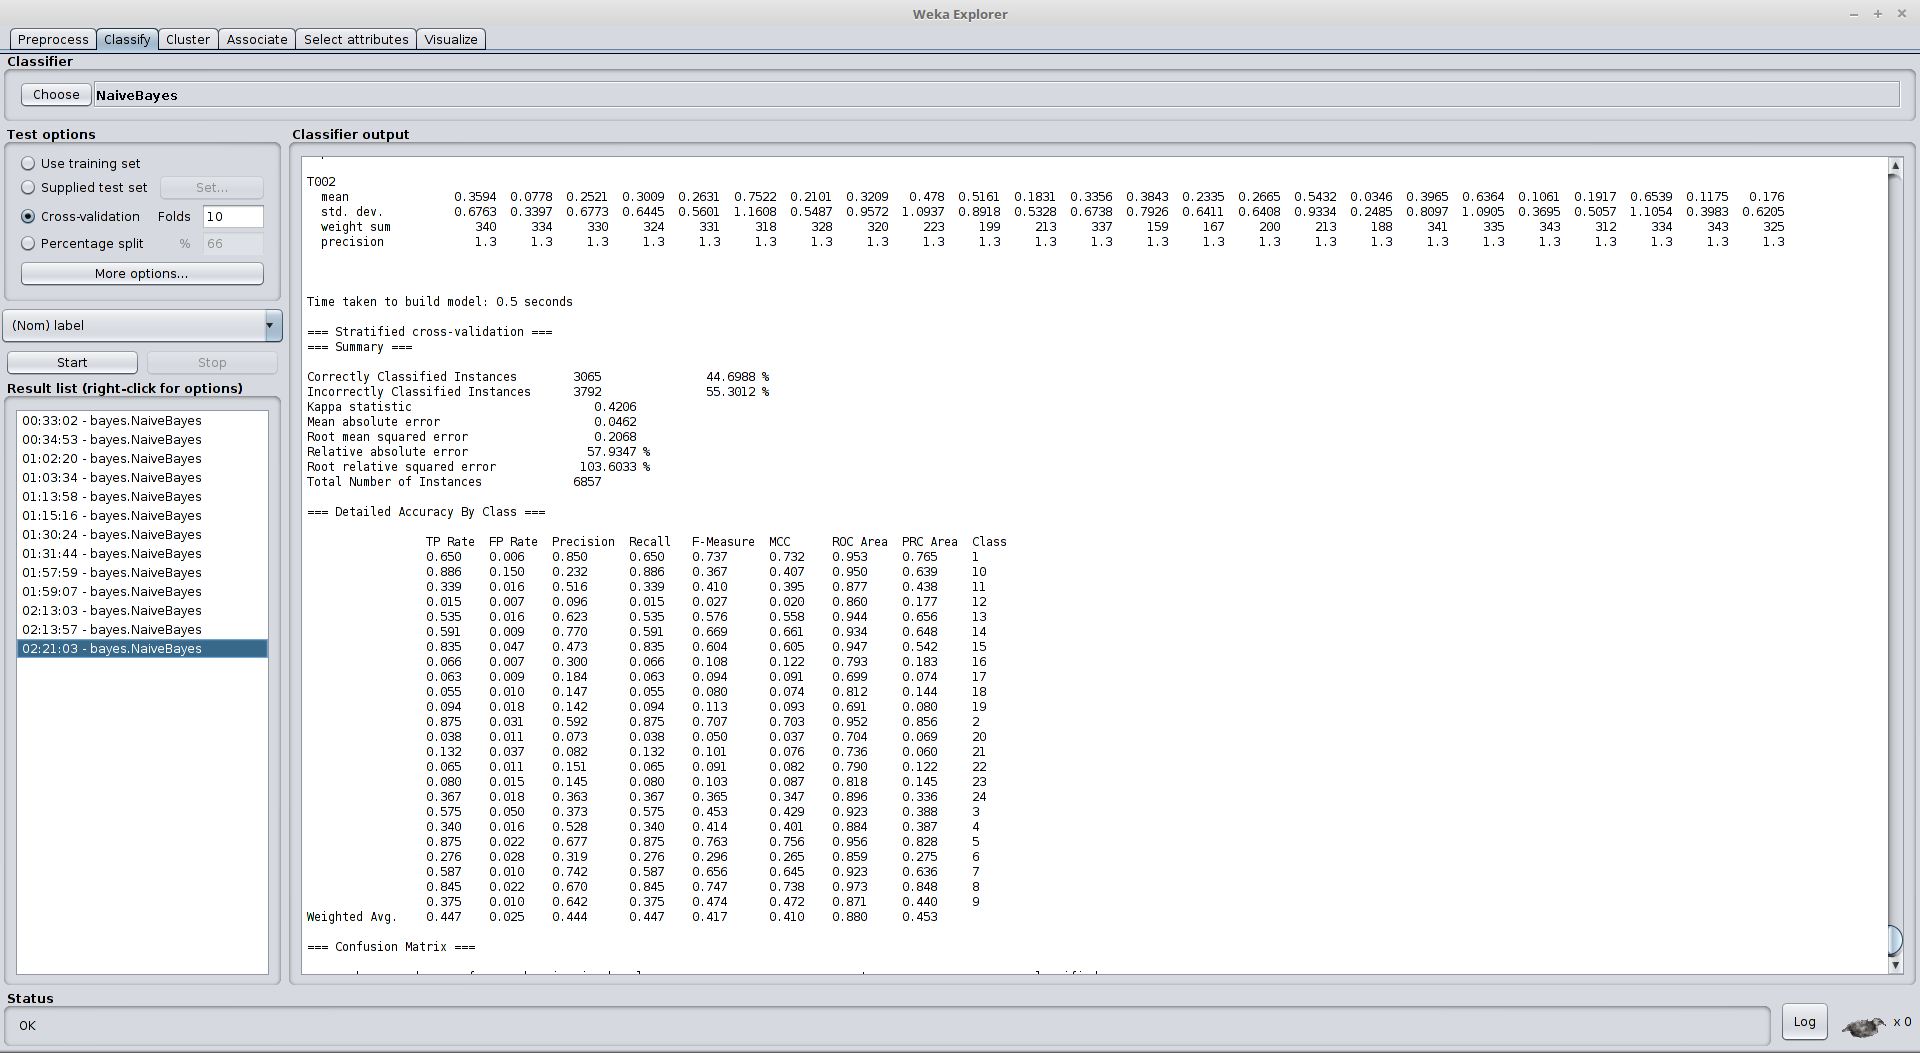 Weka Explorer
Preprocess Classify Cluster Associate Select attributes Visualize
Classifier
Choose NaiveBayes
Test options
Use training set
Supplied test set Set...
Cross-validation Folds 10
Percentage split % 66
More options...
(Nom) label
Start Stop
Result list (right-click for options)
00:33:02 - bayes.NaiveBayes
00:34:53 - bayes.NaiveBayes
01:02:20 - bayes.NaiveBayes
01:03:34 - bayes.NaiveBayes
01:13:58 - bayes.NaiveBayes
01:15:16 - bayes.NaiveBayes
01:30:24 - bayes.NaiveBayes
01:31:44 - bayes.NaiveBayes
01:57:59 - bayes.NaiveBayes
01:59:07 - bayes.NaiveBayes
02:13:03 - bayes.NaiveBayes
02:13:57 - bayes.NaiveBayes
02:21:03 - bayes.NaiveBayes
Classifier output
T002
mean 0.3594 0.0778 0.2521 0.3009 0.2631 0.7522 0.2101 0.3209 0.478 0.5161 0.1831 0.3356 0.3843 0.2335 0.2665 0.5432 0.0346 0.3965 0.6364 0.1061 0.1917 0.6539 0.1175 0.176
std. dev. 0.6763 0.3397 0.6773 0.6445 0.5601 1.1608 0.5487 0.9572 1.0937 0.8918 0.5328 0.6738 0.7926 0.6411 0.6408 0.9334 0.2485 0.8097 1.0905 0.3695 0.5057 1.1054 0.3983 0.6205
weight sum 340 334 330 324 331 318 328 320 223 199 213 337 159 167 200 213 188 341 335 343 312 334 343 325
precision 1.3 1.3 1.3 1.3 1.3 1.3 1.3 1.3 1.3 1.3 1.3 1.3 1.3 1.3 1.3 1.3 1.3 1.3 1.3 1.3 1.3 1.3 1.3 1.3
Time taken to build model: 0.5 seconds
=== Stratified cross-validation ===
=== Summary ===
Correctly Classified Instances 3065 44.6988 %
Incorrectly Classified Instances 3792 55.3012 %
Kappa statistic 0.4206
Mean absolute error 0.0462
Root mean squared error 0.2068
Relative absolute error 57.9347 %
Root relative squared error 103.6033 %
Total Number of Instances 6857
=== Detailed Accuracy By Class ===
TP Rate FP Rate Precision Recall F-Measure MCC ROC Area PRC Area Class
0.650 0.006 0.850 0.650 0.737 0.732 0.953 0.765 1
0.886 0.150 0.232 0.886 0.367 0.407 0.950 0.639 10
0.339 0.016 0.516 0.339 0.410 0.395 0.877 0.438 11
0.015 0.007 0.096 0.015 0.027 0.020 0.860 0.177 12
0.535 0.016 0.623 0.535 0.576 0.558 0.944 0.656 13
0.591 0.009 0.770 0.591 0.669 0.661 0.934 0.648 14
0.835 0.047 0.473 0.835 0.604 0.605 0.947 0.542 15
0.066 0.007 0.300 0.066 0.108 0.122 0.793 0.183 16
0.063 0.009 0.184 0.063 0.094 0.091 0.699 0.074 17
0.055 0.010 0.147 0.055 0.080 0.074 0.812 0.144 18
0.094 0.018 0.142 0.094 0.113 0.093 0.691 0.080 19
0.875 0.031 0.592 0.875 0.707 0.703 0.952 0.856 2
0.038 0.011 0.073 0.038 0.050 0.037 0.704 0.069 20
0.132 0.037 0.082 0.132 0.101 0.076 0.736 0.060 21
0.065 0.011 0.151 0.065 0.091 0.082 0.790 0.122 22
0.080 0.015 0.145 0.080 0.103 0.087 0.818 0.145 23
0.367 0.018 0.363 0.367 0.365 0.347 0.896 0.336 24
0.575 0.050 0.373 0.575 0.453 0.429 0.923 0.388 3
0.340 0.016 0.528 0.340 0.414 0.401 0.884 0.387 4
0.875 0.022 0.677 0.875 0.763 0.756 0.956 0.828 5
0.276 0.028 0.319 0.276 0.296 0.265 0.859 0.275 6
0.587 0.010 0.742 0.587 0.656 0.645 0.923 0.636 7
0.845 0.022 0.670 0.845 0.747 0.738 0.973 0.848 8
0.375 0.010 0.642 0.375 0.474 0.472 0.871 0.440 9
Weighted Avg. 0.447 0.025 0.444 0.447 0.417 0.410 0.880 0.453
=== Confusion Matrix ===
Status
OK
Log
x 0